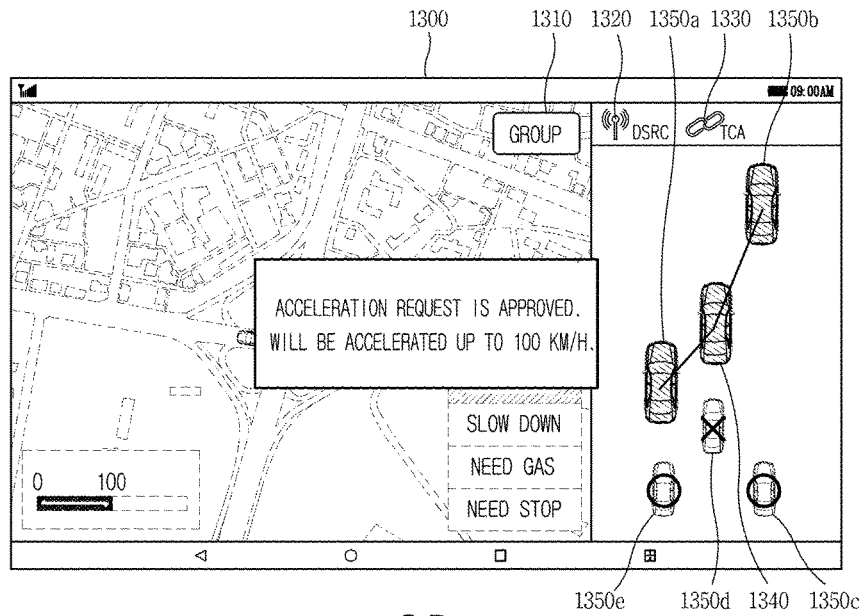 1300 1310 1320 1350a 1330 1350b
09:00AM
GROUP
DSRC TCA
ACCELERATION REQUEST IS APPROVED.
WILL BE ACCELERATED UP TO 100 KM/H.
SLOW DOWN
NEED GAS
NEED STOP
0 100
1350e 1350d 1340 1350c